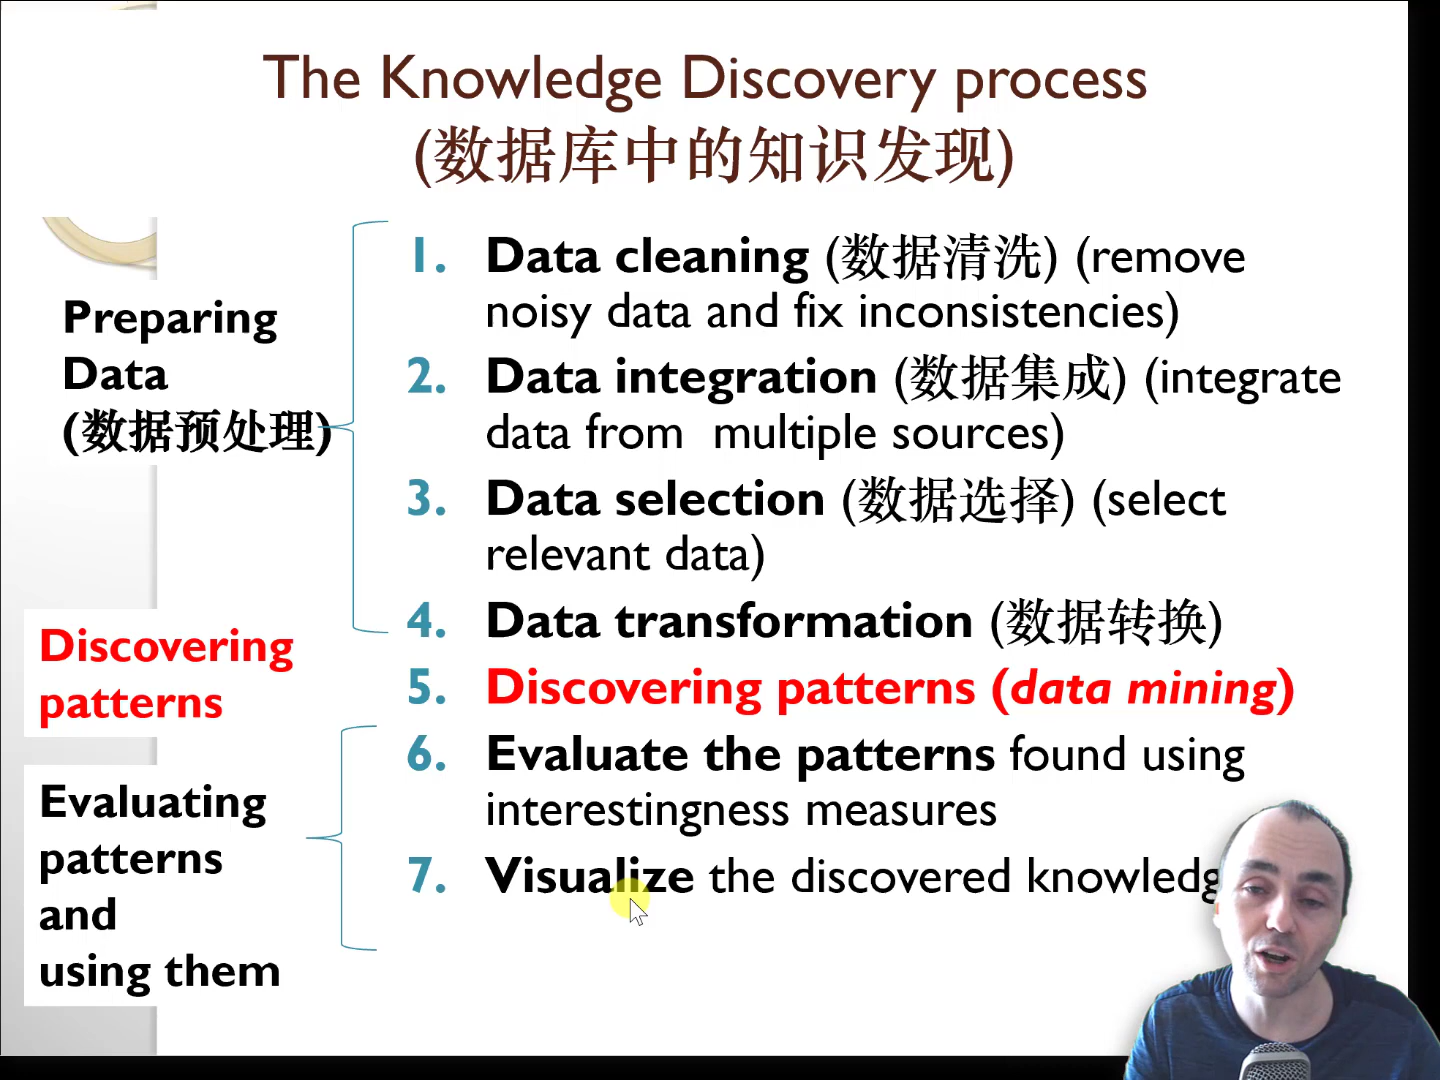 The Knowledge Discovery process
(数据库中的知识发现)
Preparing
Data
(数据预处理)
1. Data cleaning (数据清洗) (remove
noisy data and fix inconsistencies)
2. Data integration (数据集成) (integrate
data from multiple sources)
3. Data selection (数据选择) (select
relevant data)
4. Data transformation (数据转换)
Discovering
patterns
5. Discovering patterns (data mining)
Evaluating
patterns
and
using them
6. Evaluate the patterns found using
interestingness measures
7. Visualize the discovered knowledg